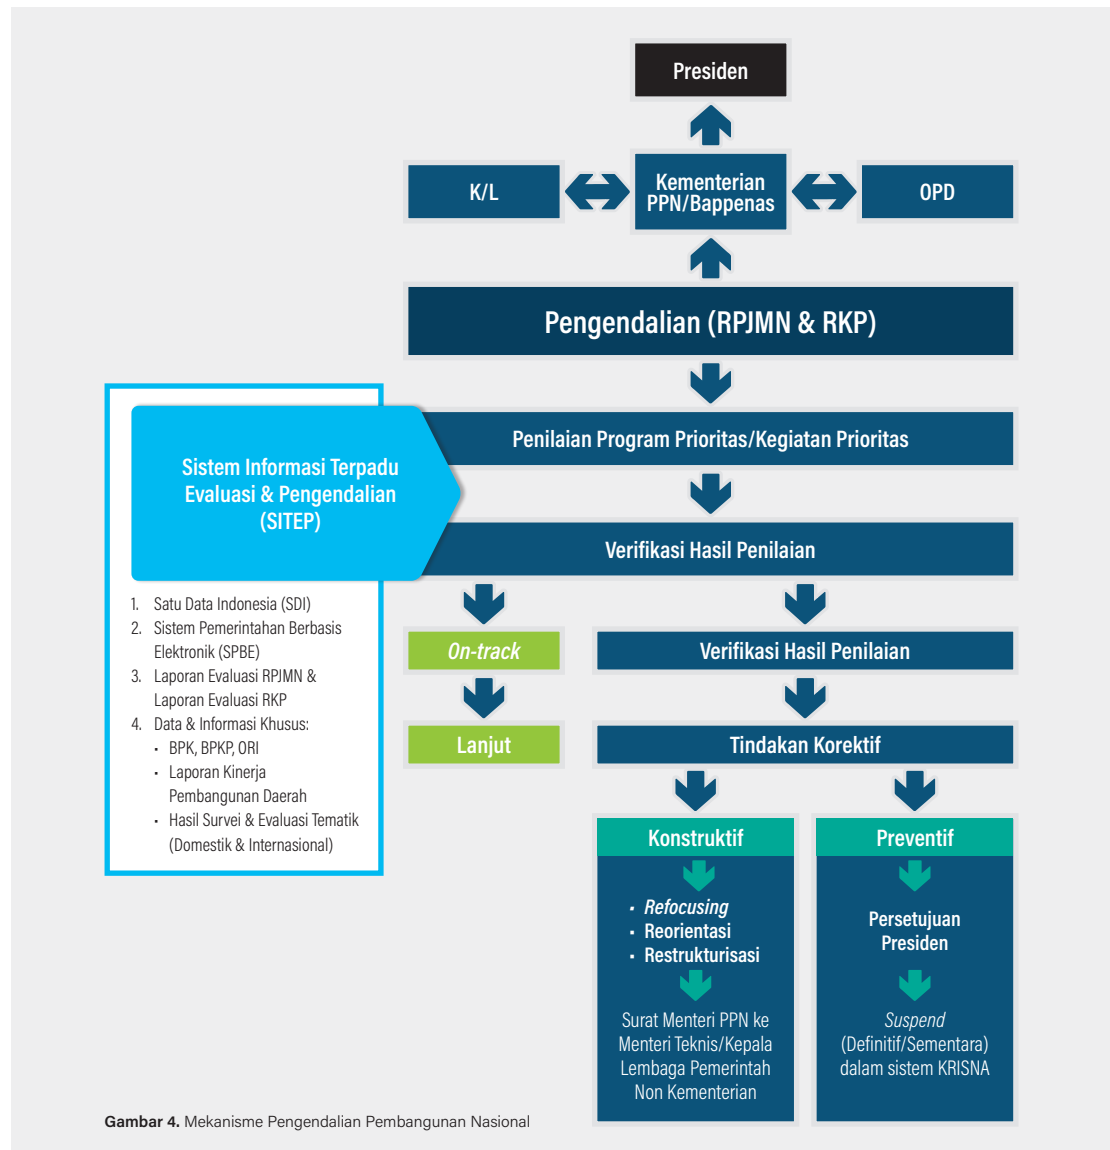 Presiden
K/L
Kementerian
PPN/Bappenas
OPD
Pengendalian (RPJMN & RKP)
Penilaian Program Prioritas/Kegiatan Prioritas
Sistem Informasi Terpadu
Evaluasi & Pengendalian
(SITEP)
Verifikasi Hasil Penilaian
1. Satu Data Indonesia (SDI)
2. Sistem Pemerintahan Berbasis
Elektronik (SPBE)
3. Laporan Evaluasi RPJMN &
Laporan Evaluasi RKP
4. Data & Informasi Khusus:
• BPK, BPKP, ORI
• Laporan Kinerja
Pembangunan Daerah
• Hasil Survei & Evaluasi Tematik
(Domestik & Internasional)
On-track
Verifikasi Hasil Penilaian
Lanjut
Tindakan Korektif
Konstruktif
• Refocusing
• Reorientasi
• Restrukturisasi
Surat Menteri PPN ke
Menteri Teknis/Kepala
Lembaga Pemerintah
Non Kementerian
Preventif
Persetujuan
Presiden
Suspend
(Definitif/Sementara)
dalam sistem KRISNA
Gambar 4. Mekanisme Pengendalian Pembangunan Nasional